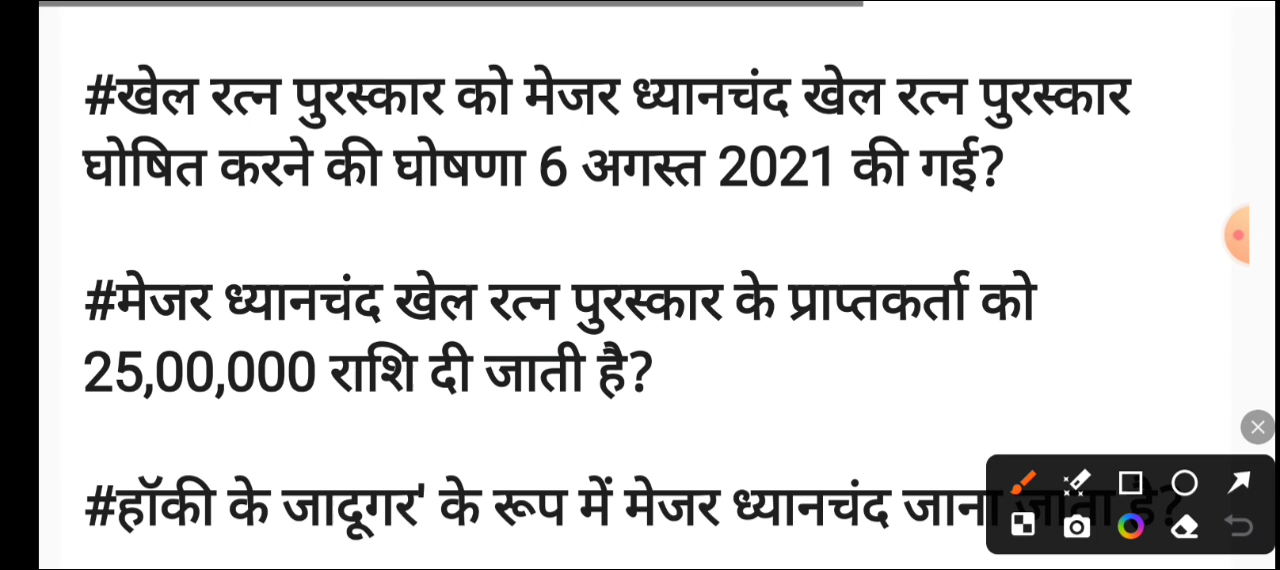 #खेल रत्न पुरस्कार को मेजर ध्यानचंद खेल रत्न पुरस्कार
घोषित करने की घोषणा 6 अगस्त 2021 की गई?
#मेजर ध्यानचंद खेल रत्न पुरस्कार के प्राप्तकर्ता को
25,00,000 राशि दी जाती है?
#हॉकी के जादूगर' के रूप में मेजर ध्यानचंद जाना जाता है?